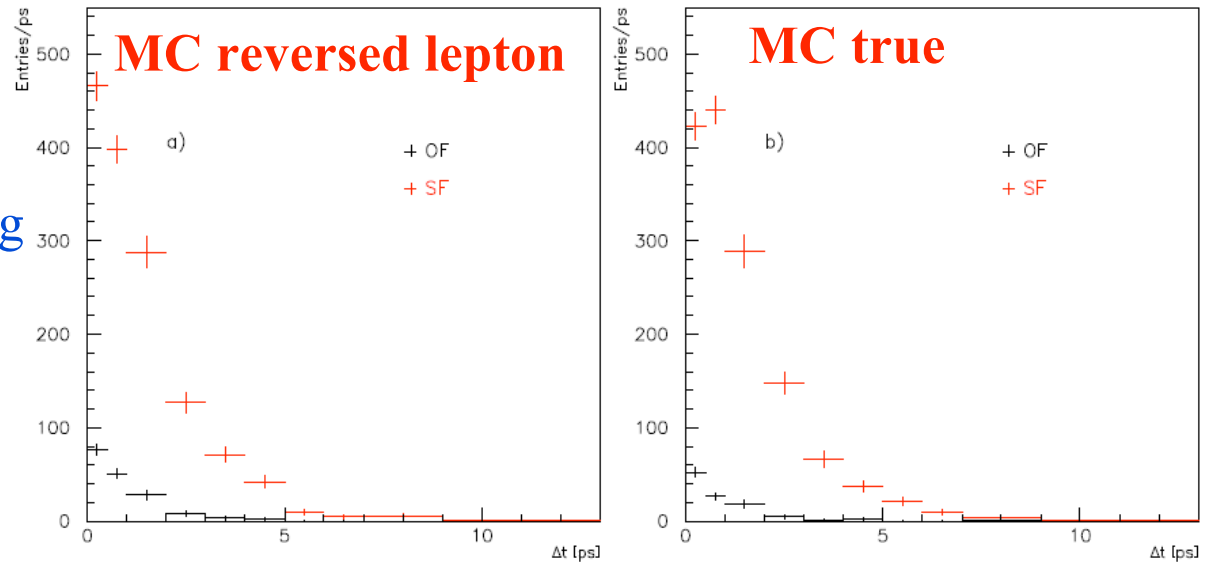 MC reversed lepton
Entries/ps
500
400
300
200
100
0
a)
OF
SF
g
0
5
10
Δt [ps]
MC true
Entries/ps
500
400
300
200
100
0
b)
OF
SF
0
5
10
Δt [ps]